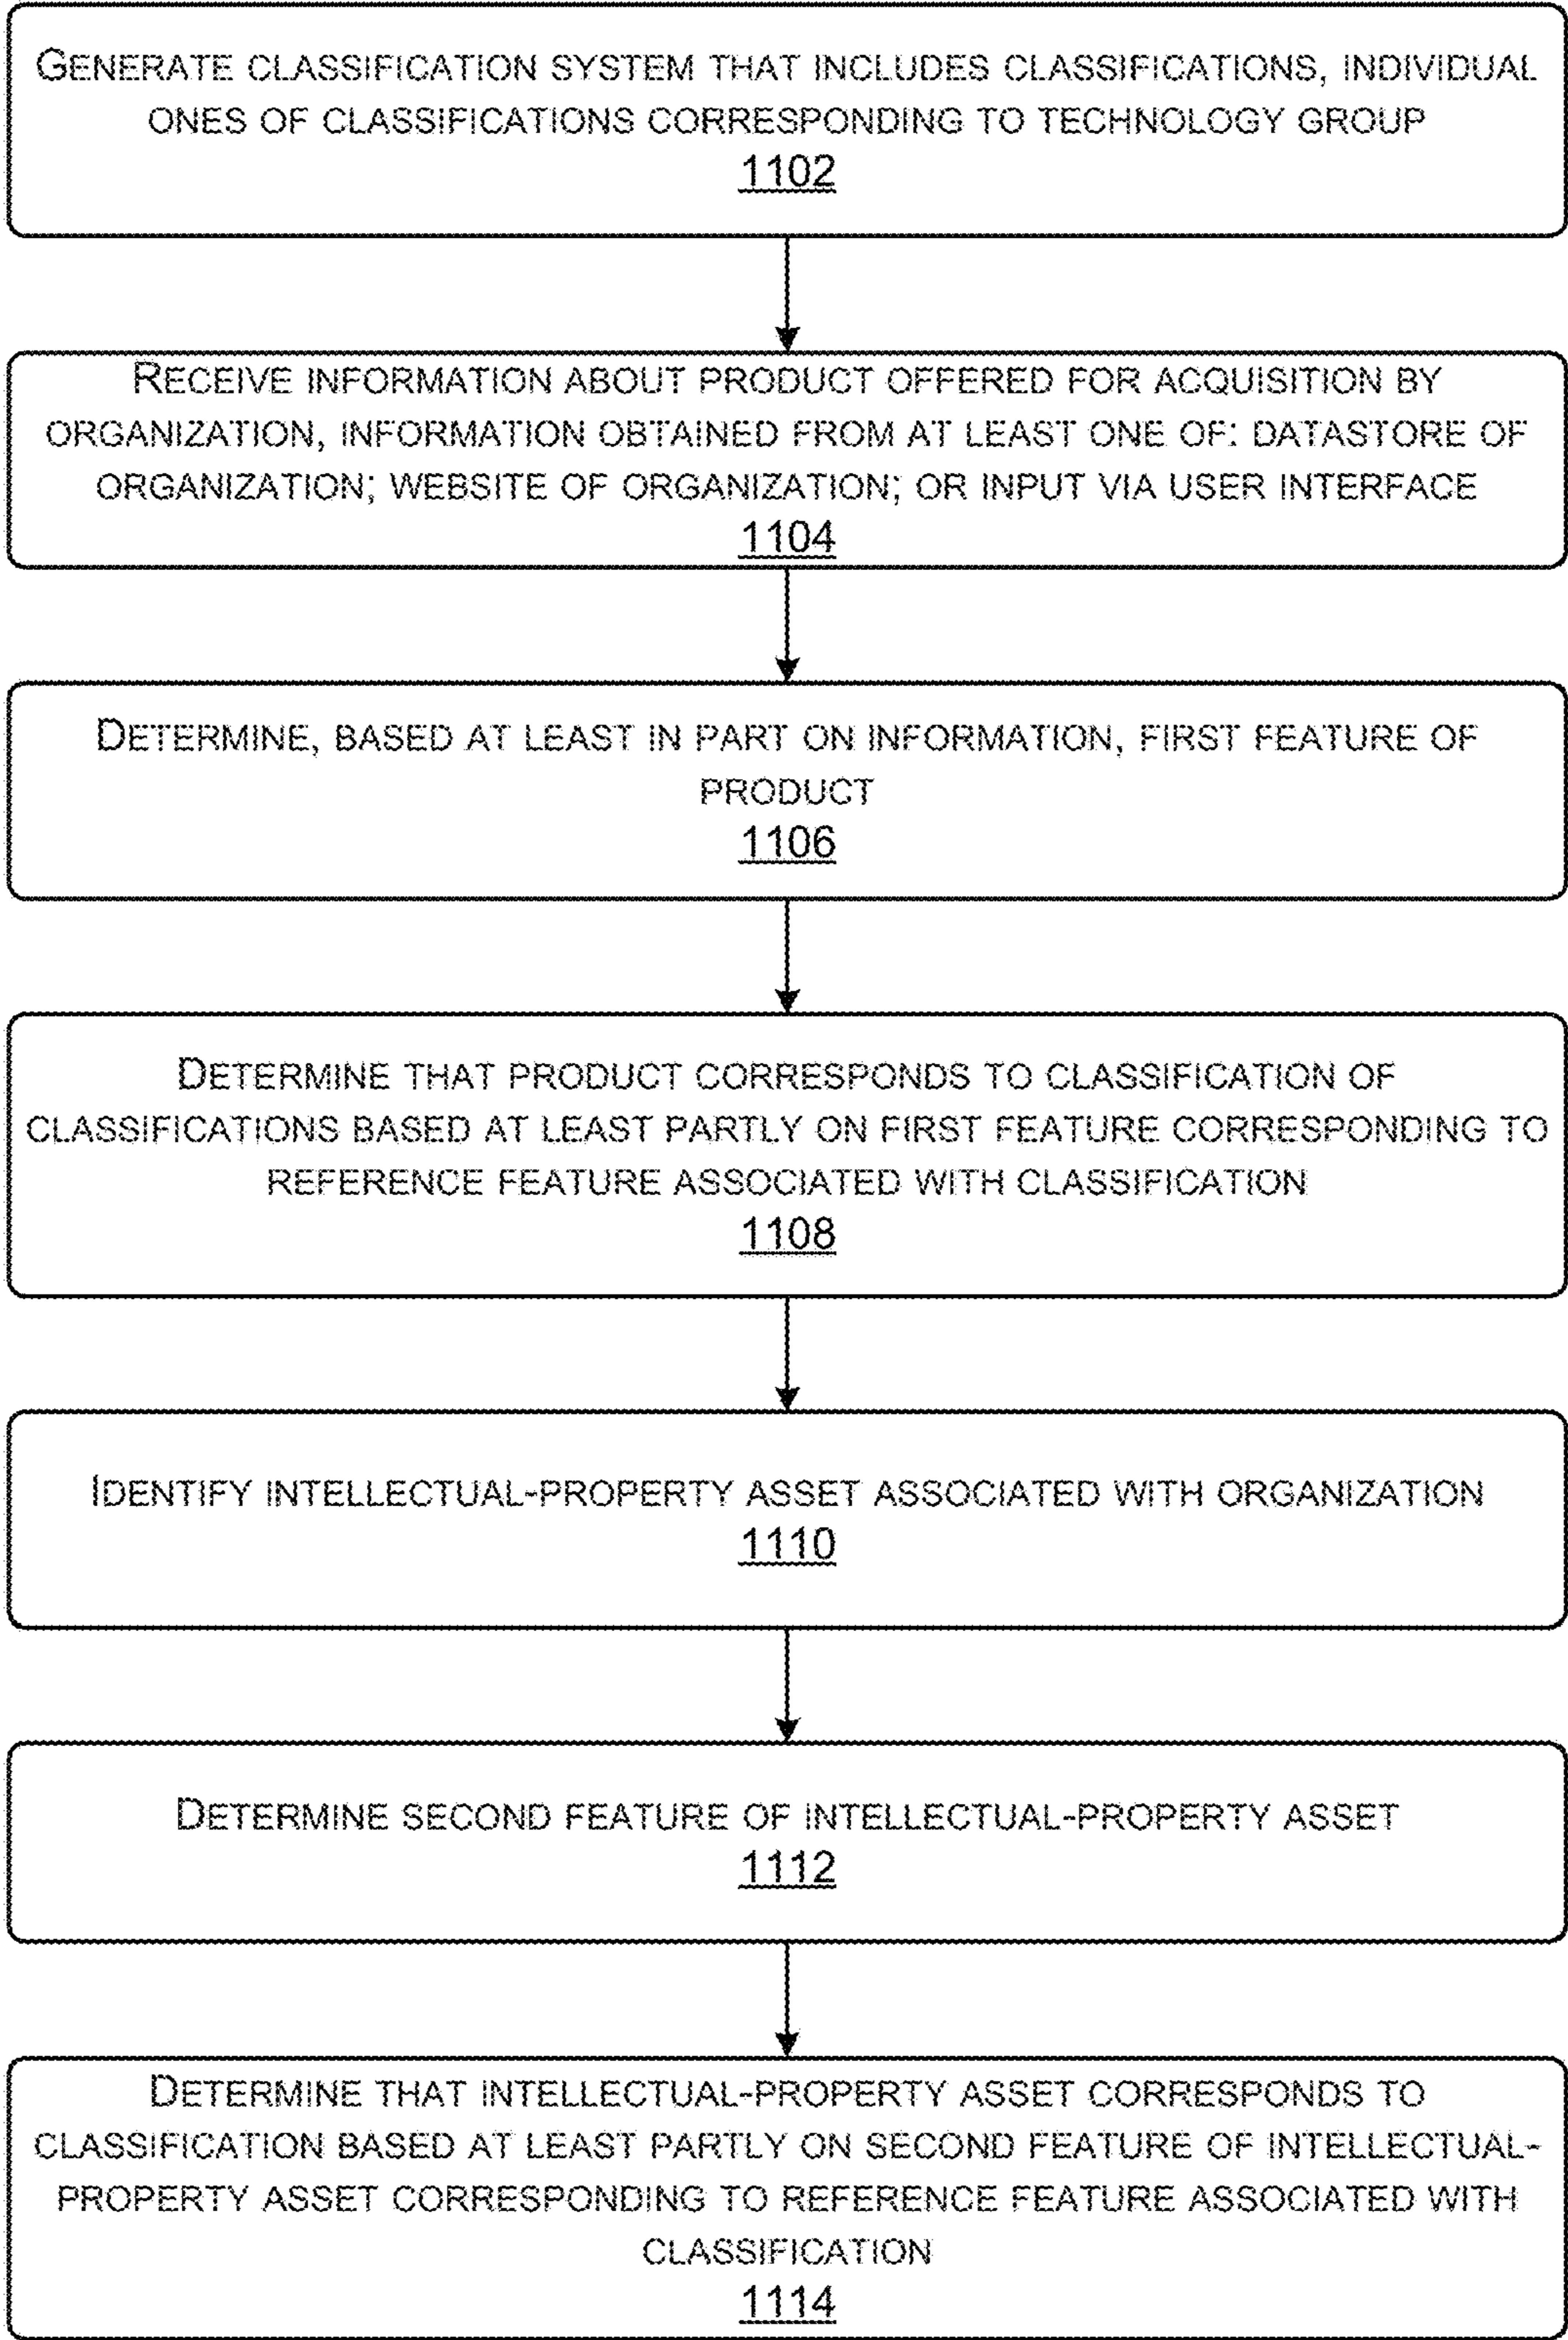 GENERATE CLASSIFICATION SYSTEM THAT INCLUDES CLASSIFICATIONS, INDIVIDUAL
ONES OF CLASSIFICATIONS CORRESPONDING TO TECHNOLOGY GROUP
1102
RECEIVE INFORMATION ABOUT PRODUCT OFFERED FOR ACQUISITION BY
ORGANIZATION, INFORMATION OBTAINED FROM AT LEAST ONE OF: DATASTORE OF
ORGANIZATION; WEBSITE OF ORGANIZATION; OR INPUT VIA USER INTERFACE
1104
DETERMINE, BASED AT LEAST IN PART ON INFORMATION, FIRST FEATURE OF
PRODUCT
1106
DETERMINE THAT PRODUCT CORRESPONDS TO CLASSIFICATION OF
CLASSIFICATIONS BASED AT LEAST PARTLY ON FIRST FEATURE CORRESPONDING TO
REFERENCE FEATURE ASSOCIATED WITH CLASSIFICATION
1108
IDENTIFY INTELLECTUAL-PROPERTY ASSET ASSOCIATED WITH ORGANIZATION
1110
DETERMINE SECOND FEATURE OF INTELLECTUAL-PROPERTY ASSET
1112
DETERMINE THAT INTELLECTUAL-PROPERTY ASSET CORRESPONDS TO
CLASSIFICATION BASED AT LEAST PARTLY ON SECOND FEATURE OF INTELLECTUAL-
PROPERTY ASSET CORRESPONDING TO REFERENCE FEATURE ASSOCIATED WITH
CLASSIFICATION
1114